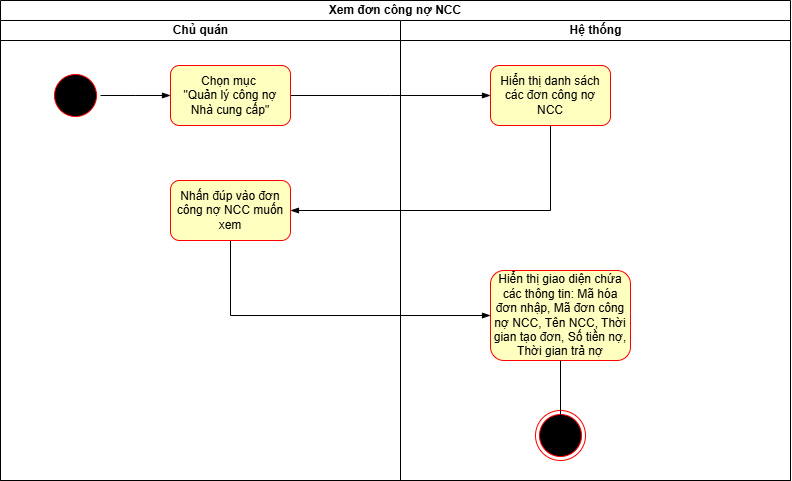 Xem đơn công nợ NCC
Chủ quán
Hệ thống
Chọn mục
"Quản lý công nợ
Nhà cung cấp"
Hiển thị danh sách
các đơn công nợ
NCC
Nhấn đúp vào đơn
công nợ NCC muốn
xem
Hiển thị giao diện chứa
các thông tin: Mã hóa
đơn nhập, Mã đơn công
nợ NCC, Tên NCC, Thời
gian tạo đơn, Số tiền nợ,
Thời gian trả nợ